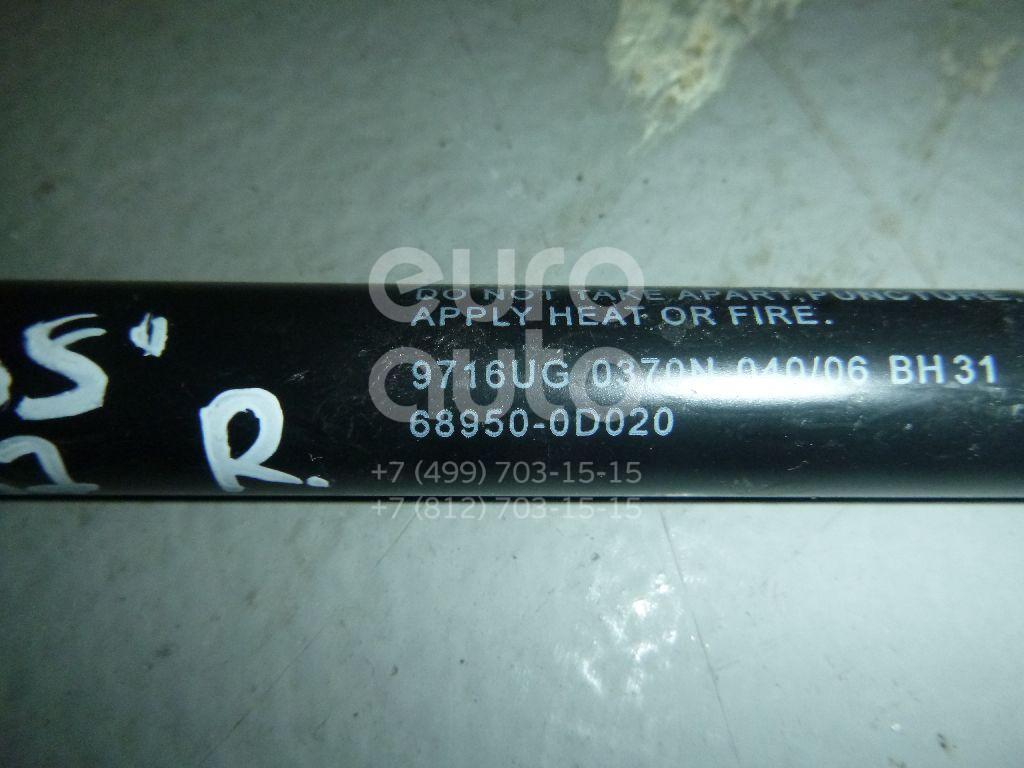 DO NOT TAKE APART. PUNCTURE.
APPLY HEAT OR FIRE.
9716UG 0370N 040/06 BH31
68950-0D020
R.
euro
auto
+7 (499) 703-15-15
+7 (812) 703-15-15